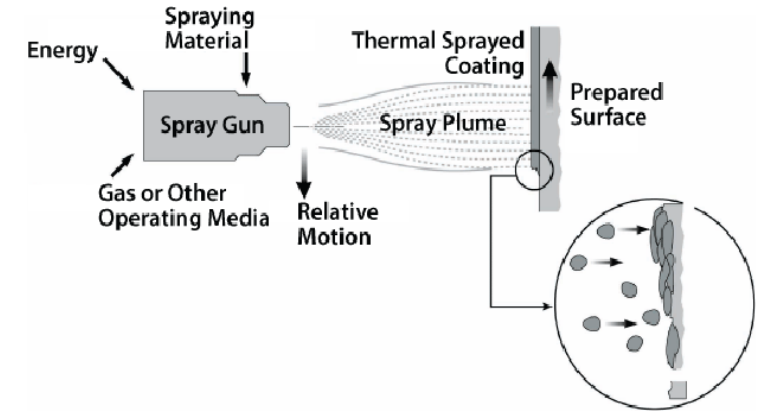 Spraying
Material
Energy
Thermal Sprayed
Coating
Spray Gun
Spray Plume
Prepared
Surface
Gas or Other
Operating Media
Relative
Motion